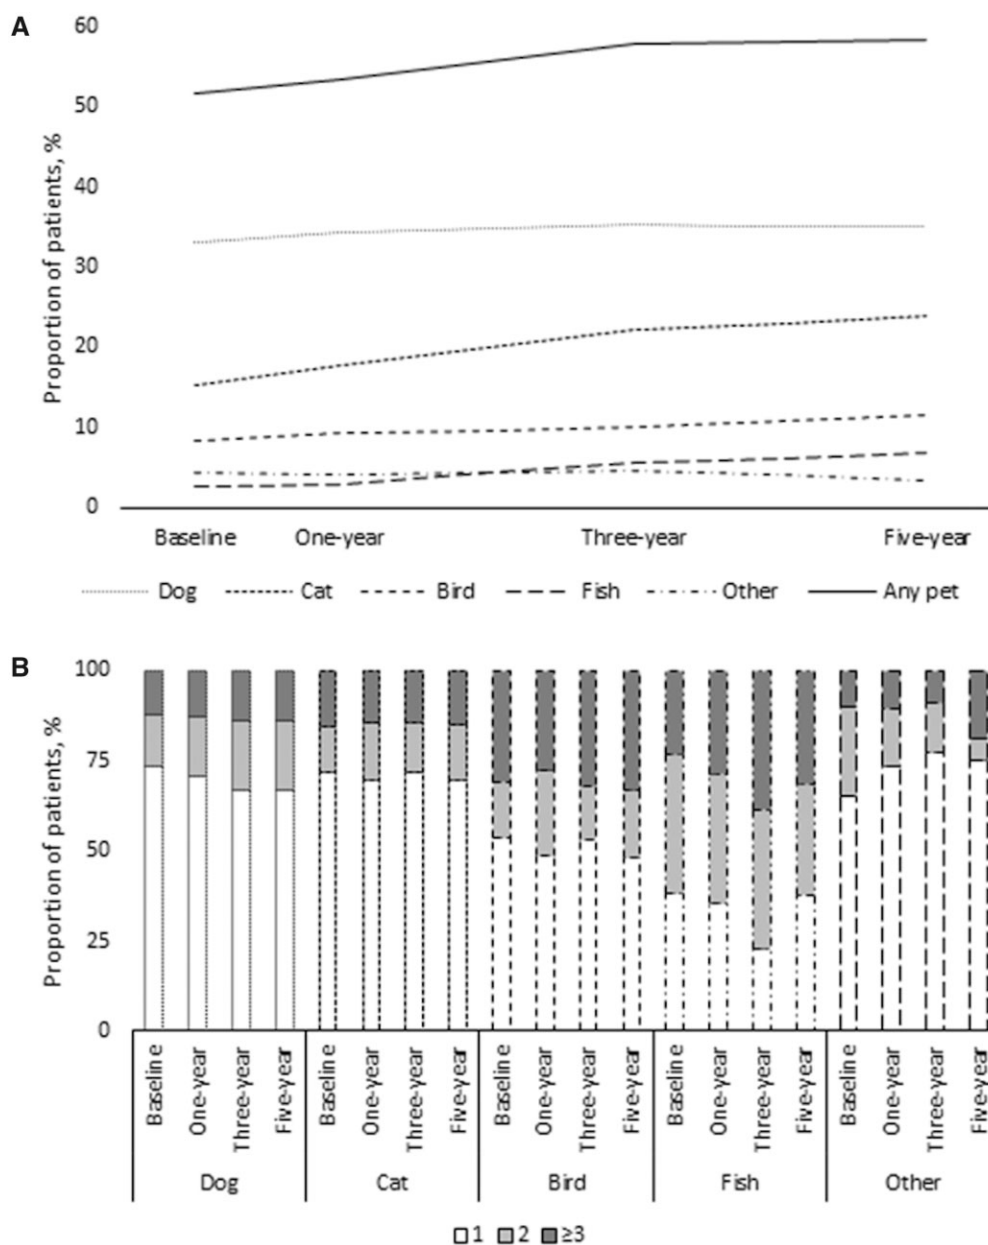 A
Proportion of patients, %
60
50
40
30
20
10
0
Baseline One-year Three-year Five-year
Dog Cat Bird Fish Other Any pet
B
Proportion of patients, %
100
75
50
25
0
Baseline One-year Three-year Five-year Baseline One-year Three-year Five-year Baseline One-year Three-year Five-year Baseline One-year Three-year Five-year Baseline One-year Three-year Five-year
Dog Cat Bird Fish Other
1 2 ≥3